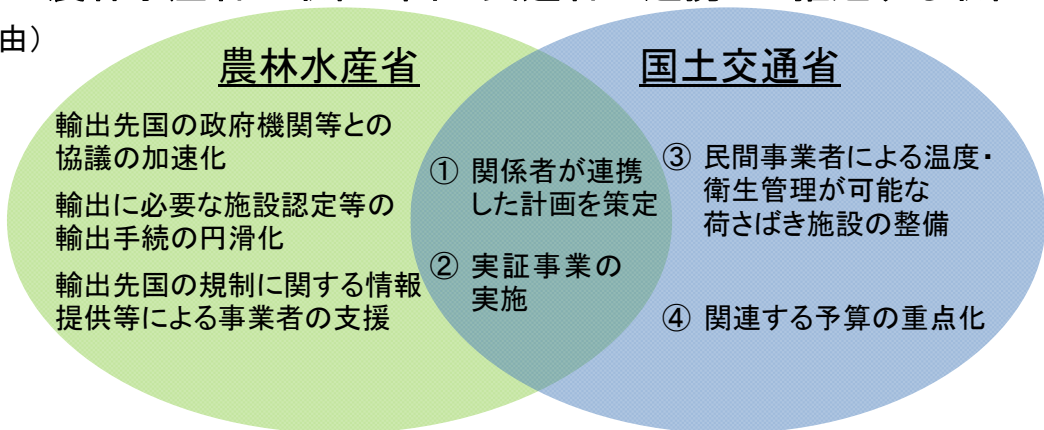 由)
農林水産省
輸出先国の政府機関等との
協議の加速化
輸出に必要な施設認定等の
輸出手続の円滑化
輸出先国の規制に関する情報
提供等による事業者の支援
① 関係者が連携
した計画を策定
② 実証事業の
実施
国土交通省
③ 民間事業者による温度・
衛生管理が可能な
荷さばき施設の整備
④ 関連する予算の重点化